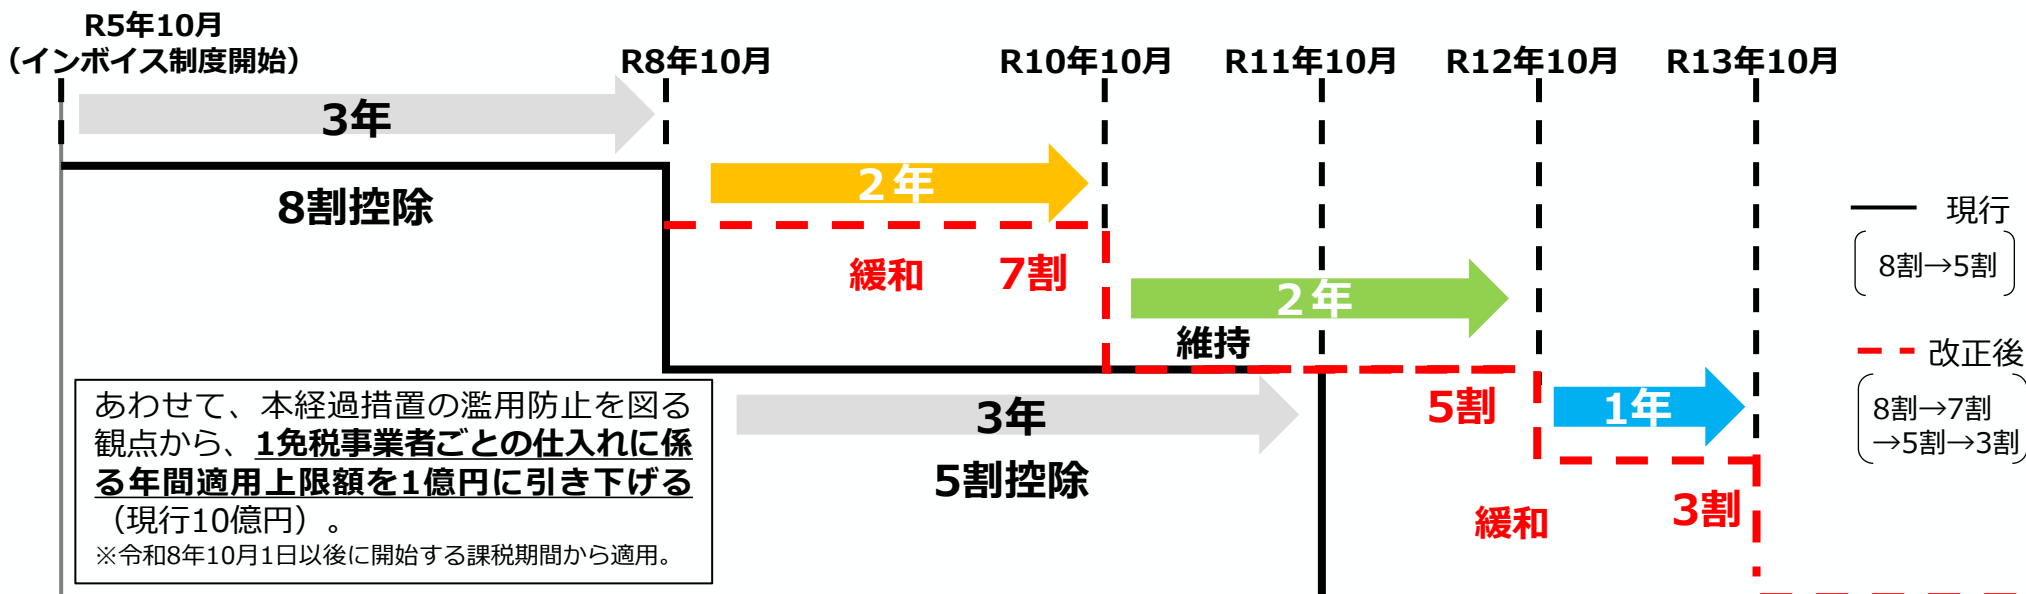 R5年10月
（インボイス制度開始）
R8年10月
R10年10月
R11年10月
R12年10月
R13年10月
3年
8割控除
２年
緩和
7割
２年
維持
5割
1年
緩和
3割
3年
5割控除
あわせて、本経過措置の濫用防止を図る
観点から、1免税事業者ごとの仕入れに係
る年間適用上限額を1億円に引き下げる
（現行10億円）。
※令和8年10月1日以後に開始する課税期間から適用。
現行
8割→5割
改正後
8割→7割
→5割→3割